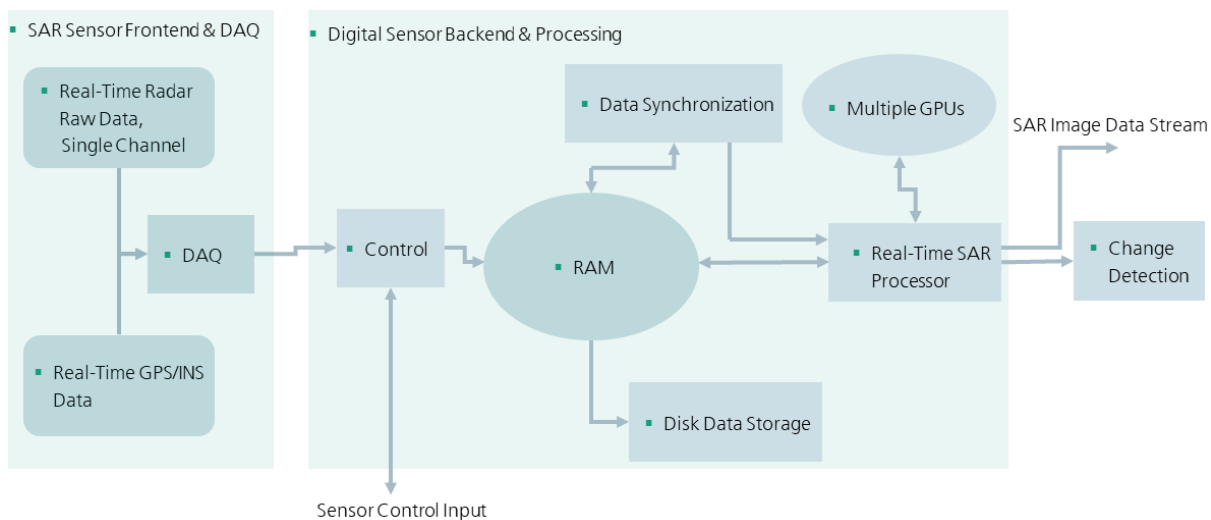 SAR Sensor Frontend & DAQ
Digital Sensor Backend & Processing
Real-Time Radar
Raw Data,
Single Channel
Data Synchronization
Multiple GPUs
SAR Image Data Stream
DAQ
Control
RAM
Real-Time SAR
Processor
Change
Detection
Real-Time GPS/INS
Data
Disk Data Storage
Sensor Control Input